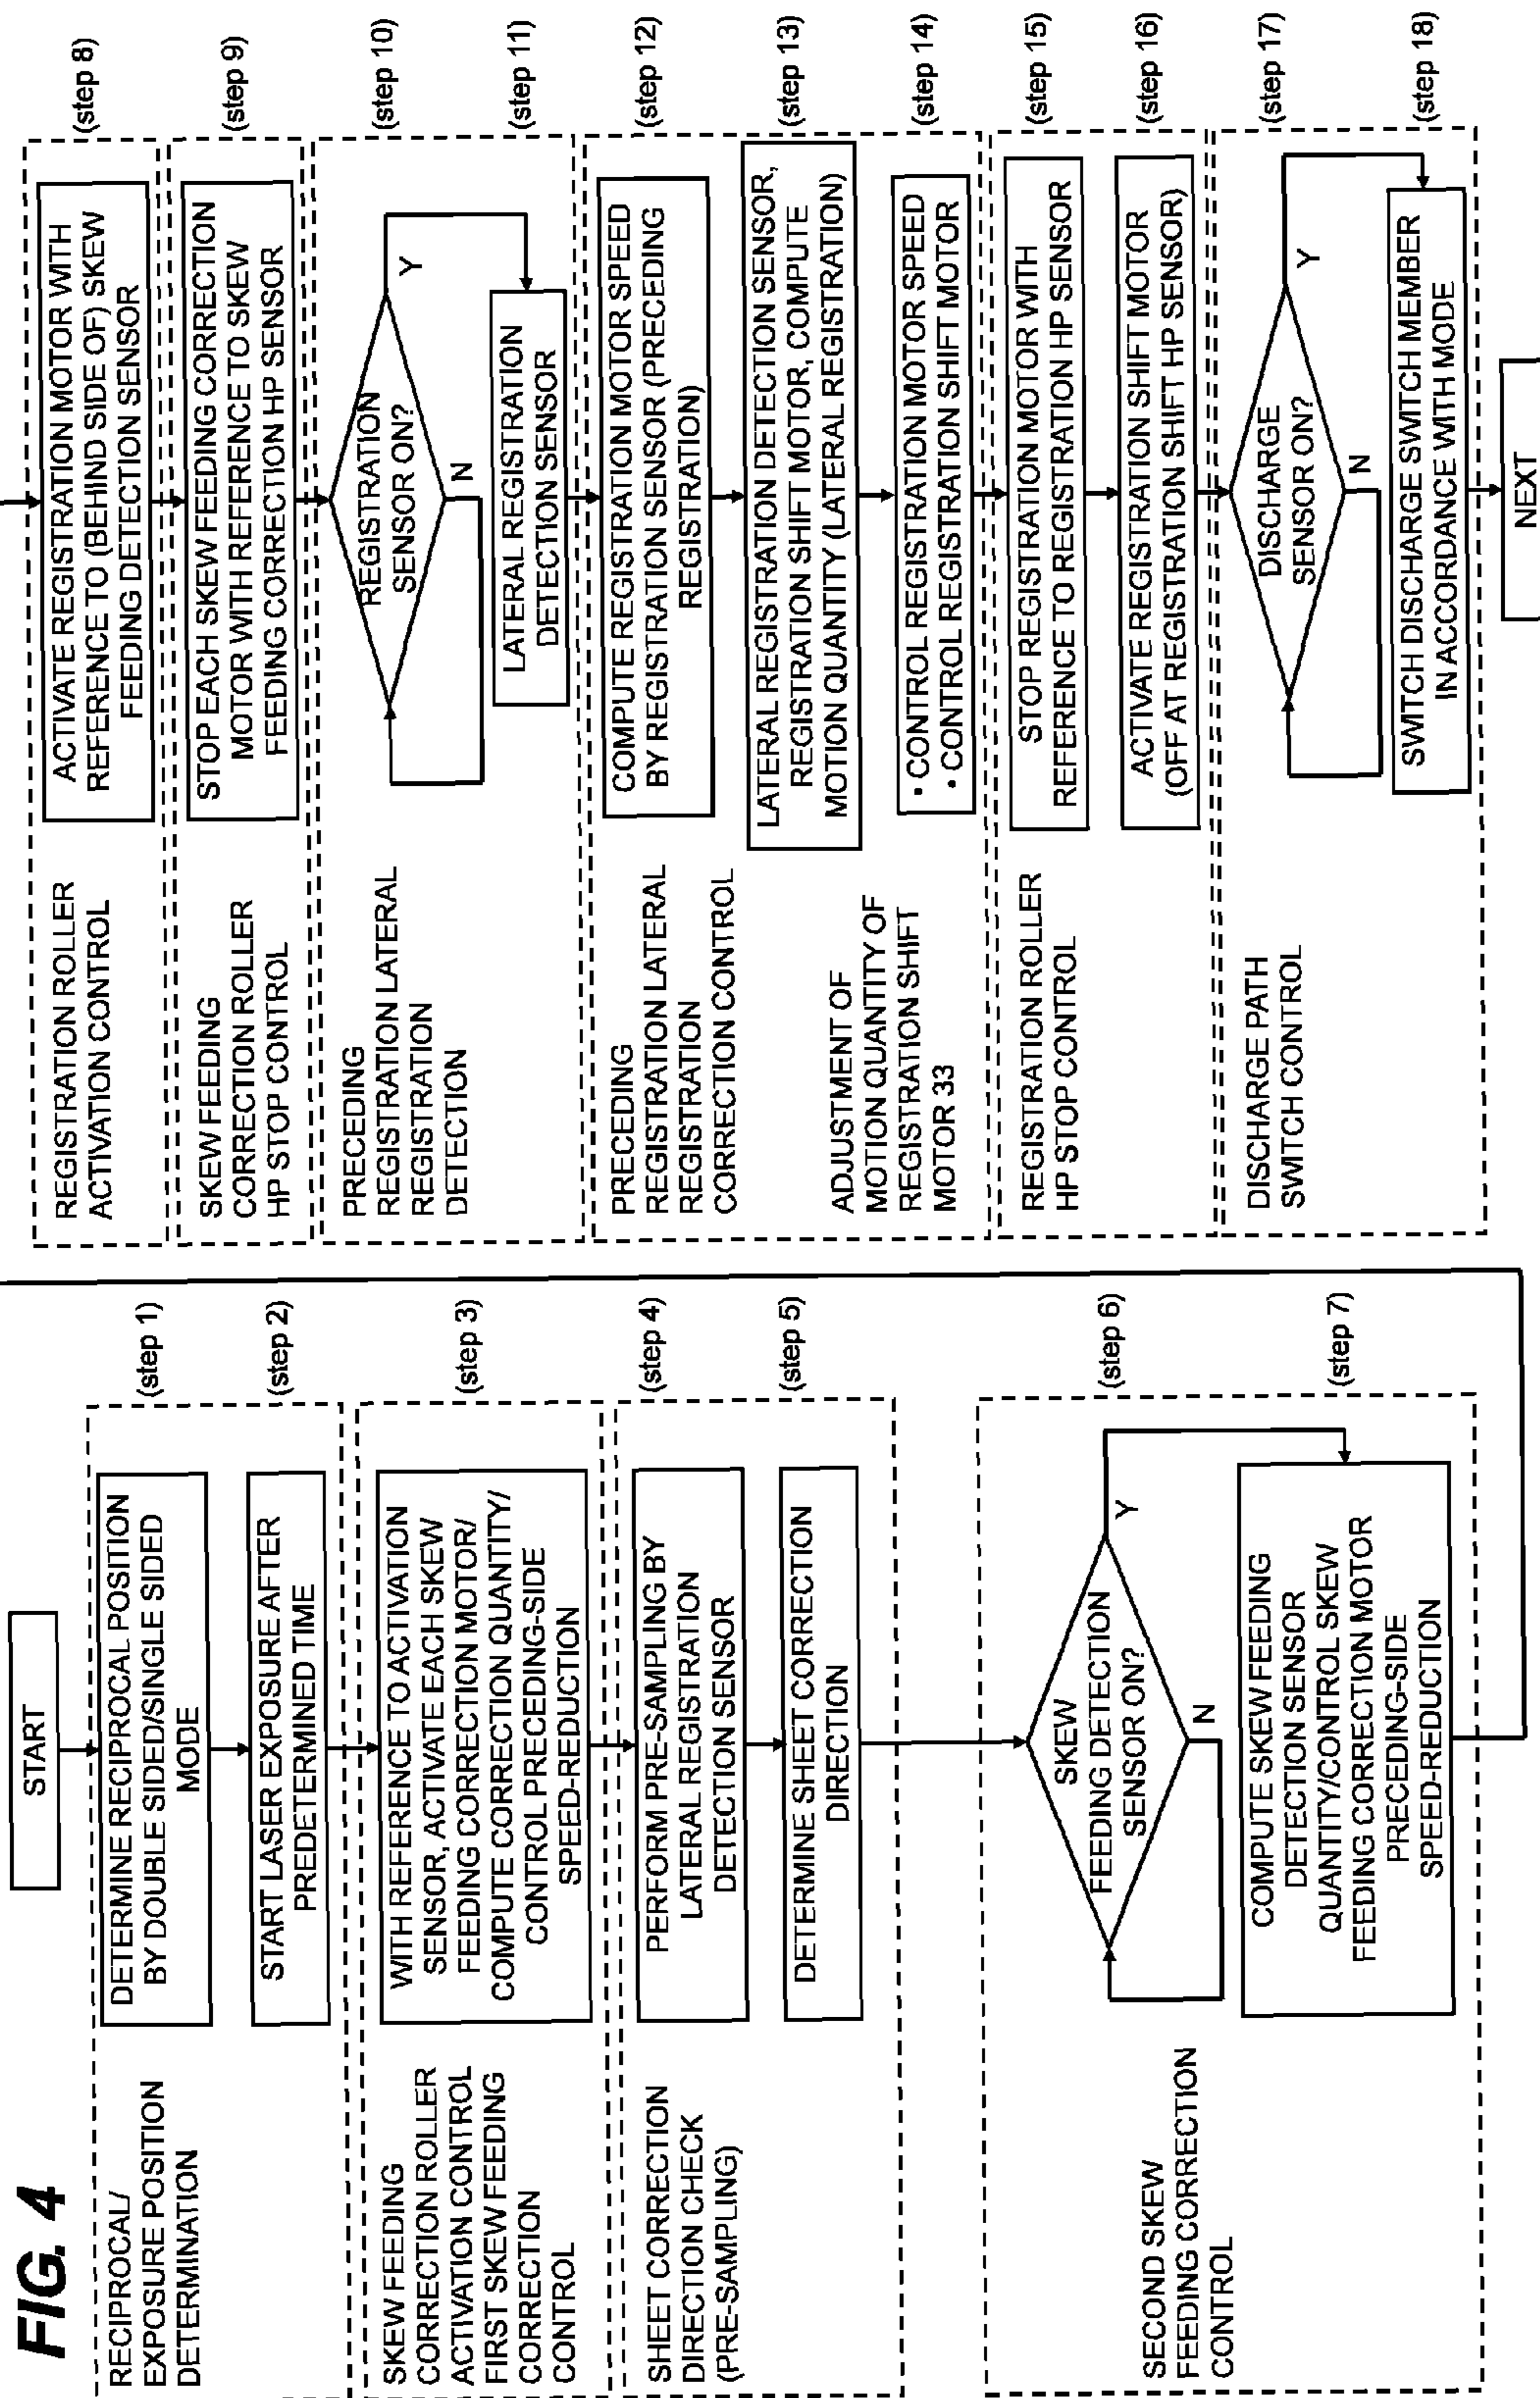 FIG. 4
START
RECIPROCAL/
EXPOSURE POSITION
DETERMINATION
DETERMINE RECIPROCAL POSITION
BY DOUBLE SIDED/SINGLE SIDED
MODE
(step 1)
START LASER EXPOSURE AFTER
PREDETERMINED TIME
(step 2)
SKEW FEEDING
CORRECTION ROLLER
ACTIVATION CONTROL
FIRST SKEW FEEDING
CORRECTION
CONTROL
WITH REFERENCE TO ACTIVATION
SENSOR, ACTIVATE EACH SKEW
FEEDING CORRECTION MOTOR/
COMPUTE CORRECTION QUANTITY/
CONTROL PRECEDING-SIDE
SPEED-REDUCTION
(step 3)
SHEET CORRECTION
DIRECTION CHECK
(PRE-SAMPLING)
PERFORM PRE-SAMPLING BY
LATERAL REGISTRATION
DETECTION SENSOR
(step 4)
DETERMINE SHEET CORRECTION
DIRECTION
(step 5)
SECOND SKEW
FEEDING CORRECTION
CONTROL
SKEW
FEEDING DETECTION
SENSOR ON?
Y
N
(step 6)
COMPUTE SKEW FEEDING
DETECTION SENSOR
QUANTITY/CONTROL SKEW
FEEDING CORRECTION MOTOR
PRECEDING-SIDE
SPEED-REDUCTION
(step 7)
REGISTRATION ROLLER
ACTIVATION CONTROL
ACTIVATE REGISTRATION MOTOR WITH
REFERENCE TO (BEHIND SIDE OF) SKEW
FEEDING DETECTION SENSOR
(step 8)
SKEW FEEDING
CORRECTION ROLLER
HP STOP CONTROL
STOP EACH SKEW FEEDING CORRECTION
MOTOR WITH REFERENCE TO SKEW
FEEDING CORRECTION HP SENSOR
(step 9)
PRECEDING
REGISTRATION LATERAL
REGISTRATION
DETECTION
REGISTRATION
SENSOR ON?
Y
N
(step 10)
LATERAL REGISTRATION
DETECTION SENSOR
(step 11)
PRECEDING
REGISTRATION LATERAL
REGISTRATION
CORRECTION CONTROL
COMPUTE REGISTRATION MOTOR SPEED
BY REGISTRATION SENSOR (PRECEDING
REGISTRATION)
(step 12)
LATERAL REGISTRATION DETECTION SENSOR,
REGISTRATION SHIFT MOTOR, COMPUTE
MOTION QUANTITY (LATERAL REGISTRATION)
(step 13)
ADJUSTMENT OF
MOTION QUANTITY OF
REGISTRATION SHIFT
MOTOR 33
• CONTROL REGISTRATION MOTOR SPEED
• CONTROL REGISTRATION SHIFT MOTOR
(step 14)
REGISTRATION ROLLER
HP STOP CONTROL
STOP REGISTRATION MOTOR WITH
REFERENCE TO REGISTRATION HP SENSOR
(step 15)
ACTIVATE REGISTRATION SHIFT MOTOR
(OFF AT REGISTRATION SHIFT HP SENSOR)
(step 16)
DISCHARGE PATH
SWITCH CONTROL
DISCHARGE
SENSOR ON?
Y
N
(step 17)
SWITCH DISCHARGE SWITCH MEMBER
IN ACCORDANCE WITH MODE
(step 18)
NEXT